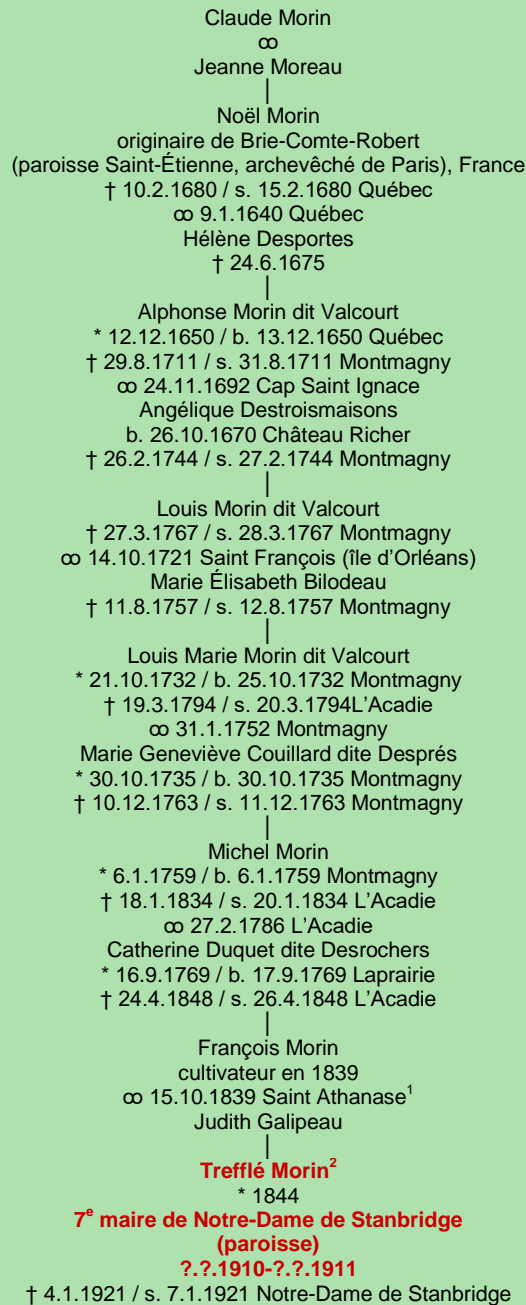 Claude Morin
∞
Jeanne Moreau
|
Noël Morin
originaire de Brie-Comte-Robert
(paroisse Saint-Étienne, archevêché de Paris), France
† 10.2.1680 / s. 15.2.1680 Québec
∞ 9.1.1640 Québec
Hélène Desportes
† 24.6.1675
|
Alphonse Morin dit Valcourt
* 12.12.1650 / b. 13.12.1650 Québec
† 29.8.1711 / s. 31.8.1711 Montmagny
∞ 24.11.1692 Cap Saint Ignace
Angélique Destroismaisons
b. 26.10.1670 Château Richer
† 26.2.1744 / s. 27.2.1744 Montmagny
|
Louis Morin dit Valcourt
† 27.3.1767 / s. 28.3.1767 Montmagny
∞ 14.10.1721 Saint François (île d'Orléans)
Marie Élisabeth Bilodeau
† 11.8.1757 / s. 12.8.1757 Montmagny
|
Louis Marie Morin dit Valcourt
* 21.10.1732 / b. 25.10.1732 Montmagny
† 19.3.1794 / s. 20.3.1794L'Acadie
∞ 31.1.1752 Montmagny
Marie Geneviève Couillard dite Després
* 30.10.1735 / b. 30.10.1735 Montmagny
† 10.12.1763 / s. 11.12.1763 Montmagny
|
Michel Morin
* 6.1.1759 / b. 6.1.1759 Montmagny
† 18.1.1834 / s. 20.1.1834 L'Acadie
∞ 27.2.1786 L'Acadie
Catherine Duquet dite Desrochers
* 16.9.1769 / b. 17.9.1769 Laprairie
† 24.4.1848 / s. 26.4.1848 L'Acadie
|
François Morin
cultivateur en 1839
∞ 15.10.1839 Saint Athanase¹
Judith Galipeau
|
Trefflé Morin²
* 1844
7ᵉ maire de Notre-Dame de Stanbridge
(paroisse)
?.?.1910-?.?.1911
† 4.1.1921 / s. 7.1.1921 Notre-Dame de Stanbridge